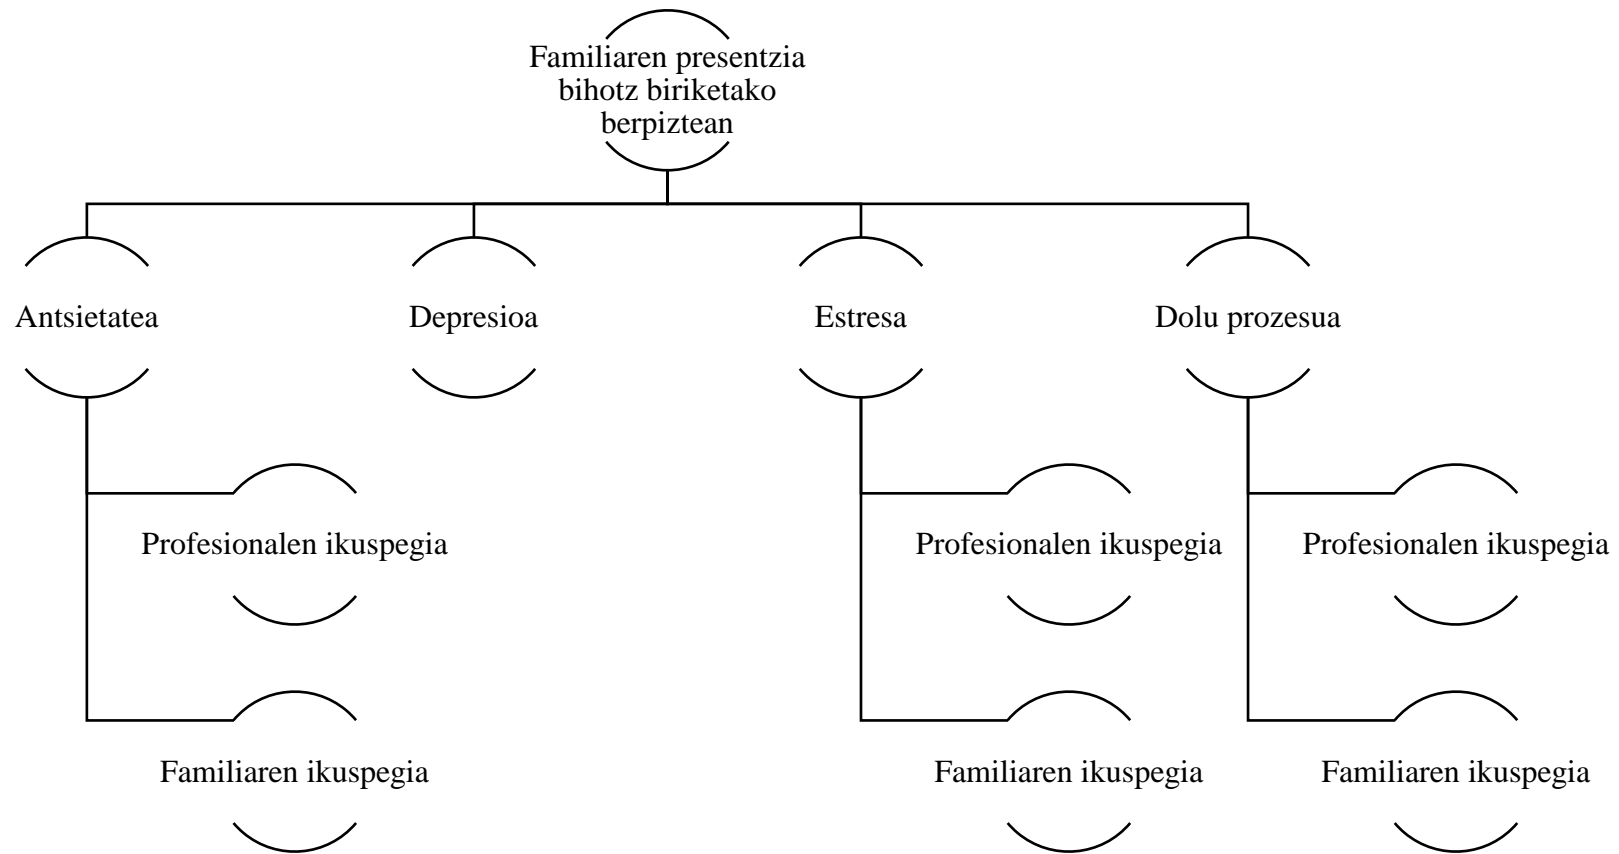 Familiaren presentzia
bihotz biriketako
berpiztean
Antsietatea
Depresioa
Estresa
Dolu prozesua
Profesionalen ikuspegia
Profesionalen ikuspegia
Profesionalen ikuspegia
Familiaren ikuspegia
Familiaren ikuspegia
Familiaren ikuspegia